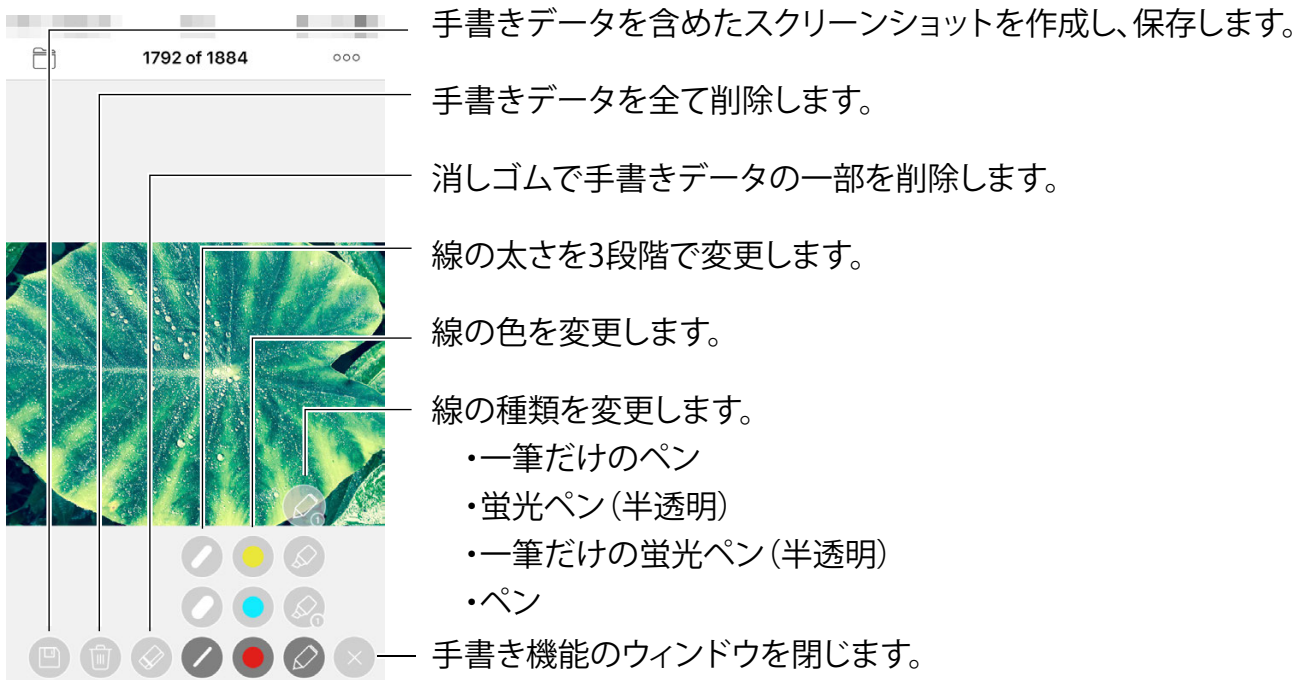 手書きデータを含めたスクリーンショットを作成し、保存します。
1792 of 1884
手書きデータを全て削除します。
消しゴムで手書きデータの一部を削除します。
線の太さを3段階で変更します。
線の色を変更します。
線の種類を変更します。
・一筆だけのペン
・蛍光ペン（半透明）
・一筆だけの蛍光ペン（半透明）
・ペン
1
1
手書き機能のウィンドウを閉じます。